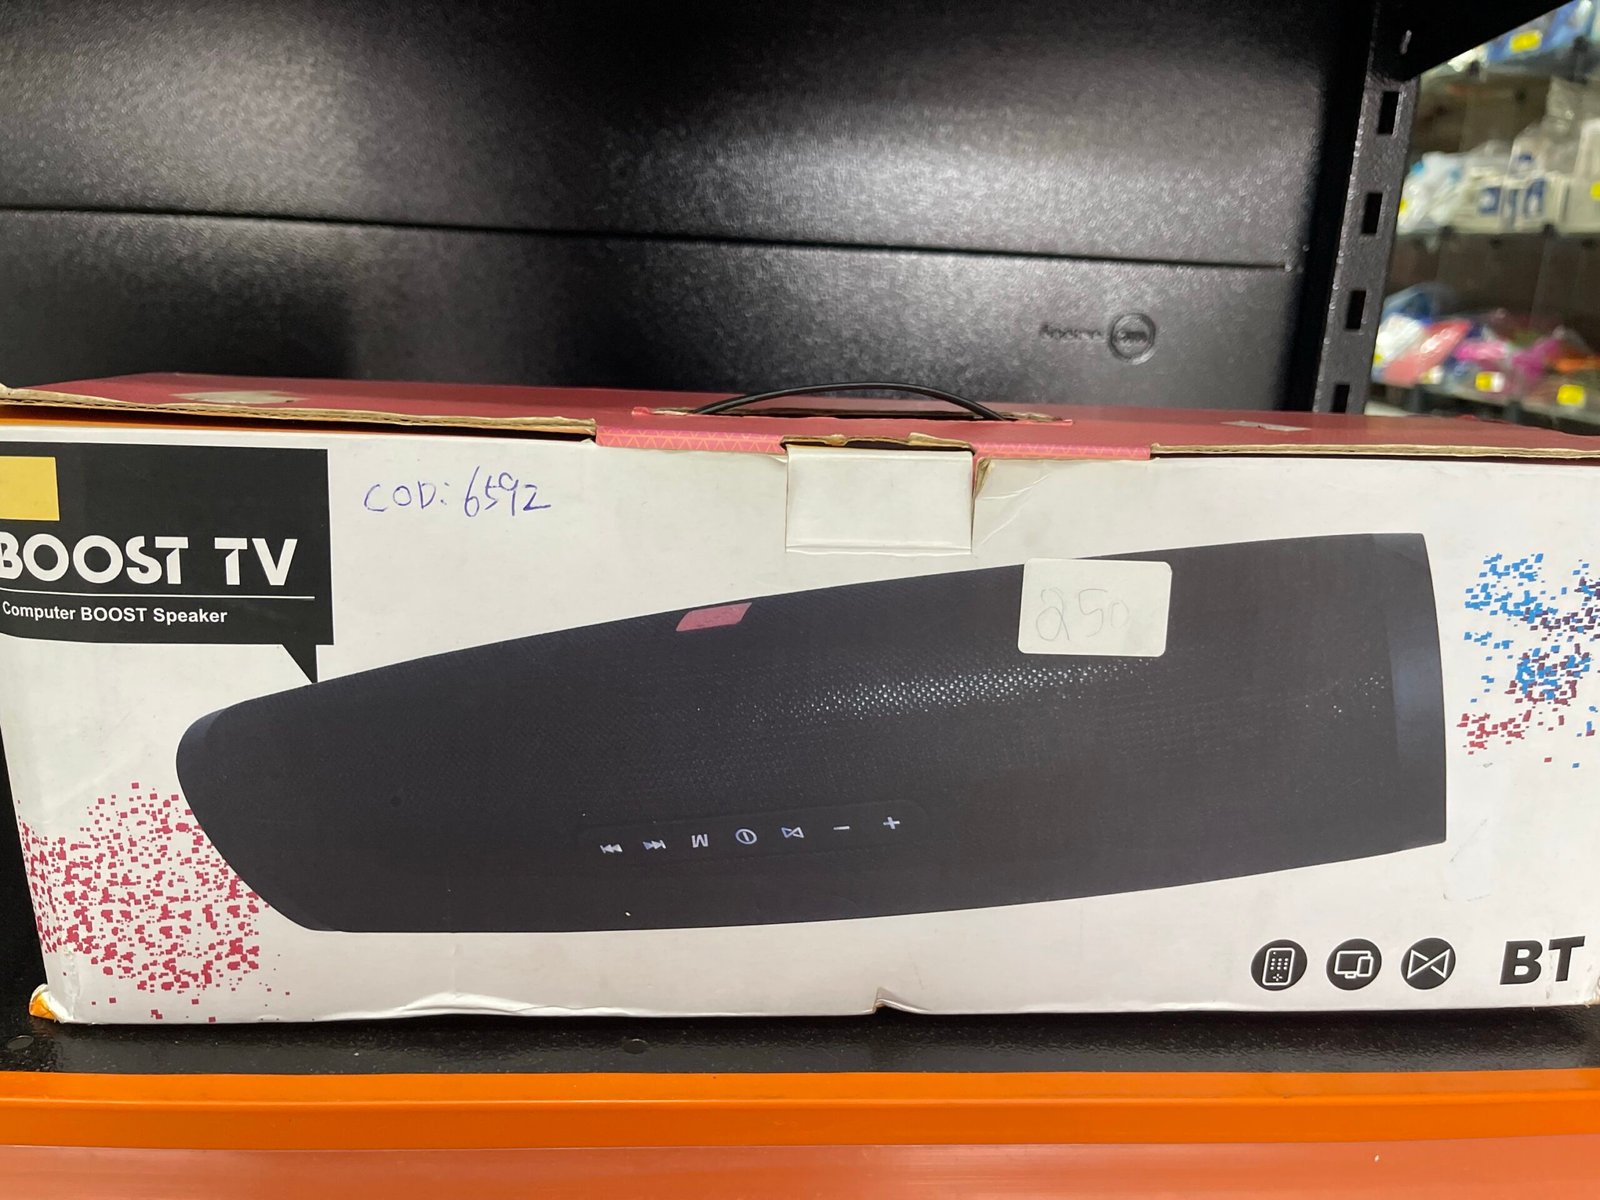 BOOST TV
Computer BOOST Speaker
COD: 6592
250
M
BT